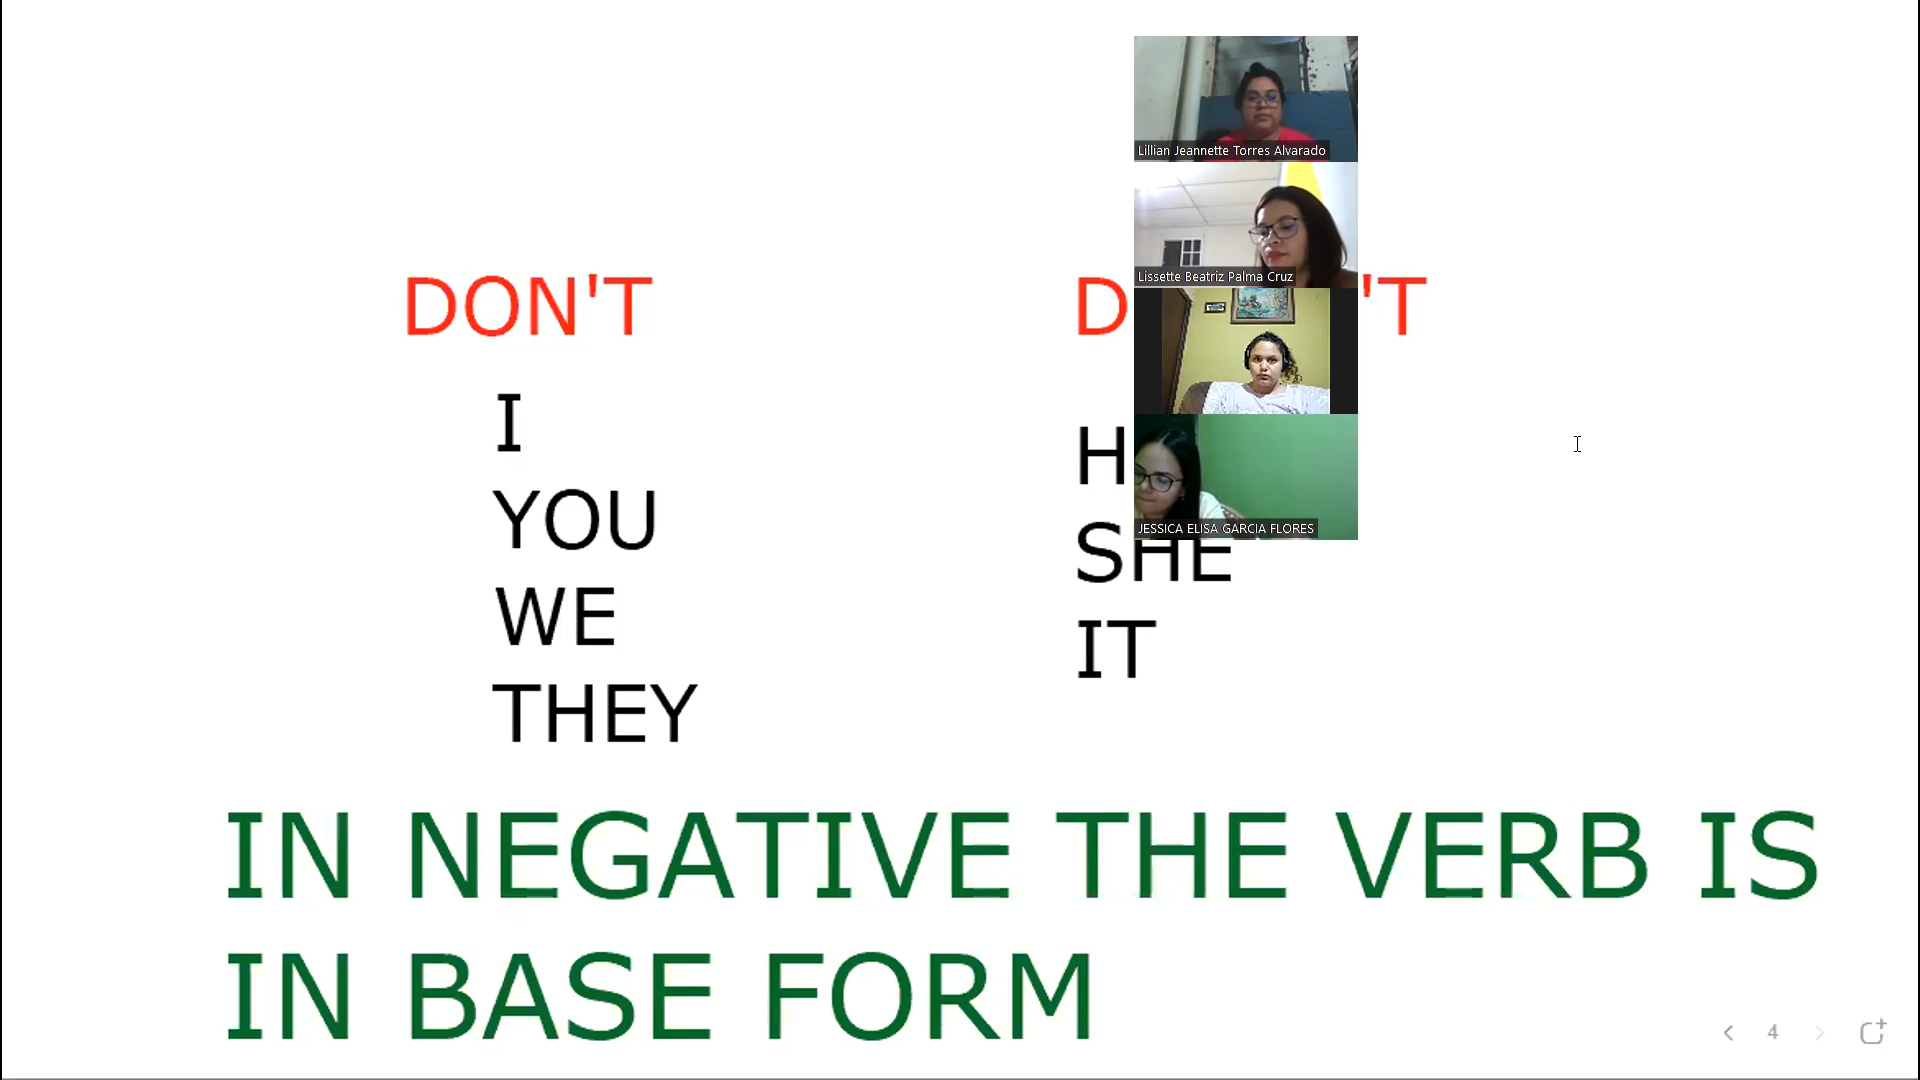 DON'T
I
YOU
WE
THEY
D 'T
H
SHE
IT
IN NEGATIVE THE VERB IS
IN BASE FORM
Lillian Jeannette Torres Alvarado
Lissette Beatriz Palma Cruz
JESSICA ELISA GARCIA FLORES
4